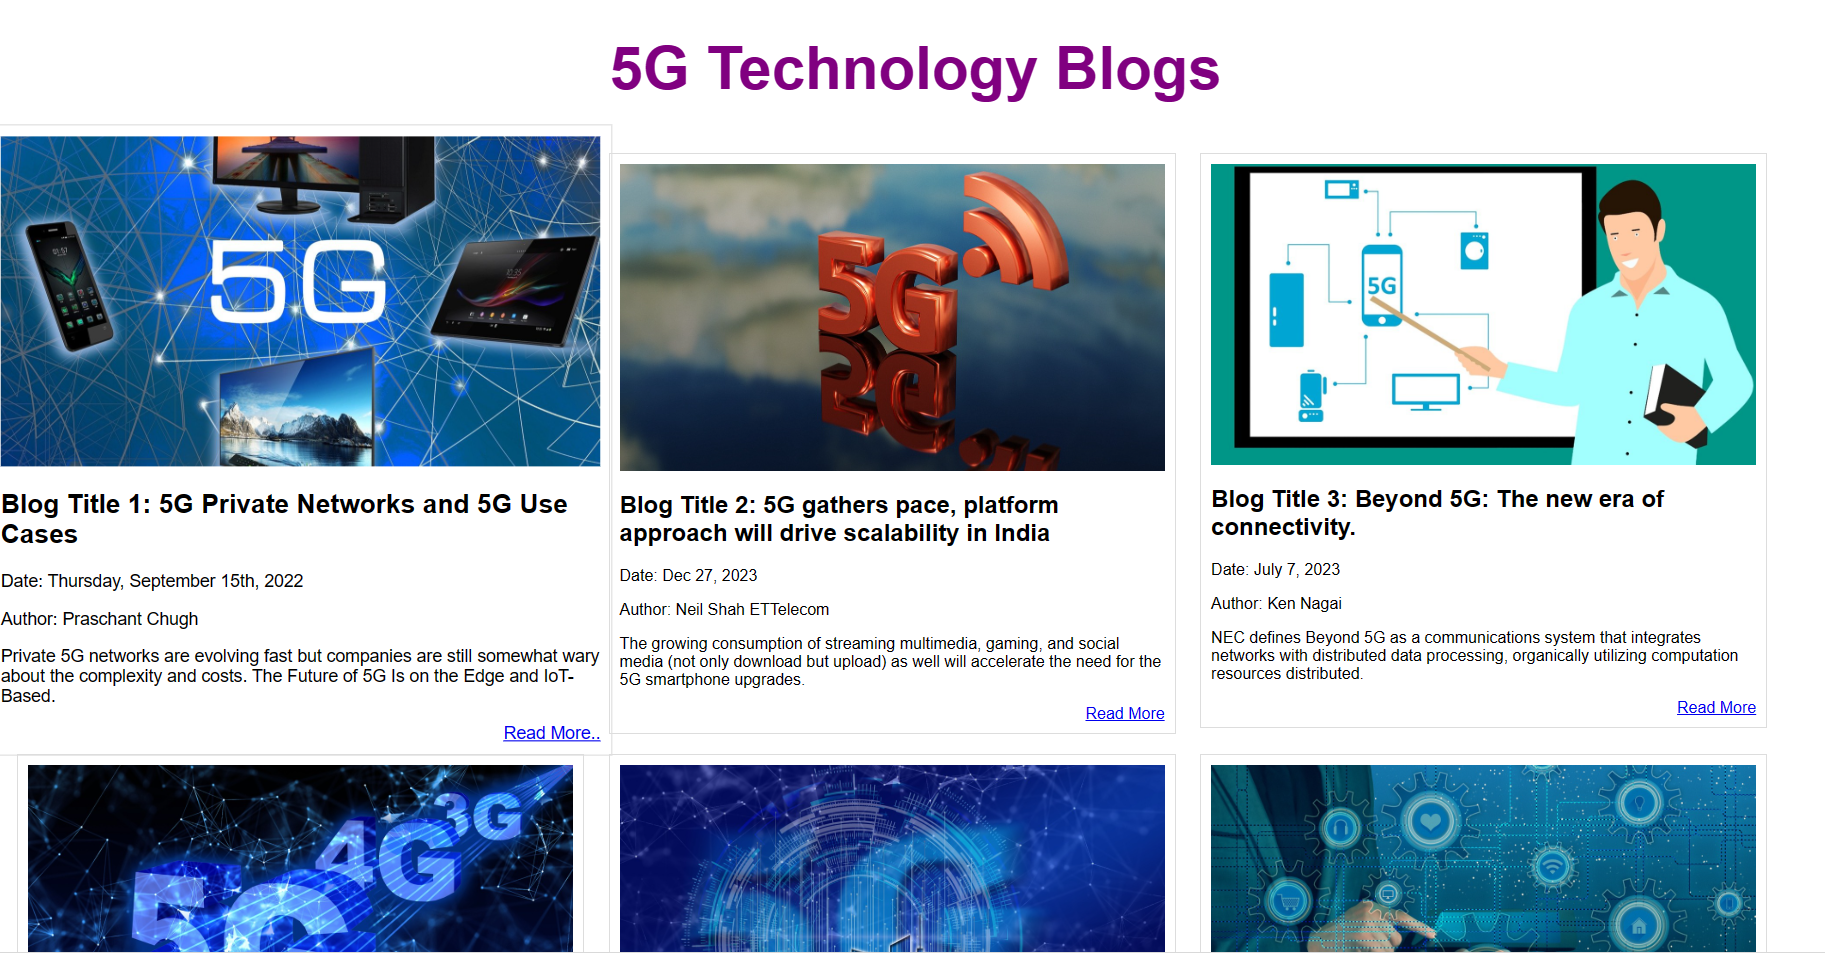 5G Technology Blogs
5G
5G
5G
Blog Title 1: 5G Private Networks and 5G Use
Cases
Date: Thursday, September 15th, 2022
Author: Praschant Chugh
Private 5G networks are evolving fast but companies are still somewhat wary
about the complexity and costs. The Future of 5G Is on the Edge and IoT-
Based.
Read More..
Blog Title 2: 5G gathers pace, platform
approach will drive scalability in India
Date: Dec 27, 2023
Author: Neil Shah ETTelecom
The growing consumption of streaming multimedia, gaming, and social
media (not only download but upload) as well will accelerate the need for the
5G smartphone upgrades.
Read More
Blog Title 3: Beyond 5G: The new era of
connectivity.
Date: July 7, 2023
Author: Ken Nagai
NEC defines Beyond 5G as a communications system that integrates
networks with distributed data processing, organically utilizing computation
resources distributed.
Read More
3G
4G
5G